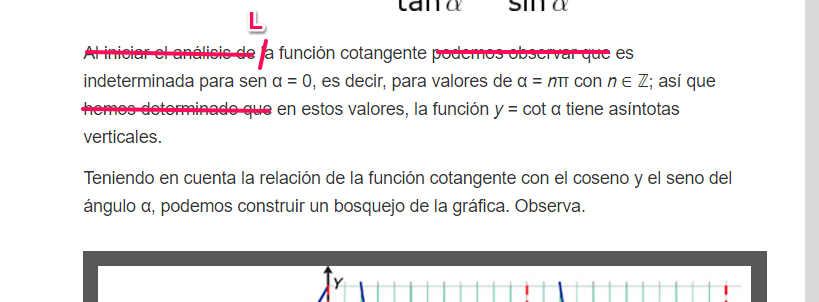 tan α sin α
L
Al iniciar el análisis de la función cotangente podemos observar que es
indeterminada para sen α = 0, es decir, para valores de α = nπ con n ∈ ℤ; así que
hemos determinado que en estos valores, la función y = cot α tiene asíntotas
verticales.
Teniendo en cuenta la relación de la función cotangente con el coseno y el seno del
ángulo α, podemos construir un bosquejo de la gráfica. Observa.
Y